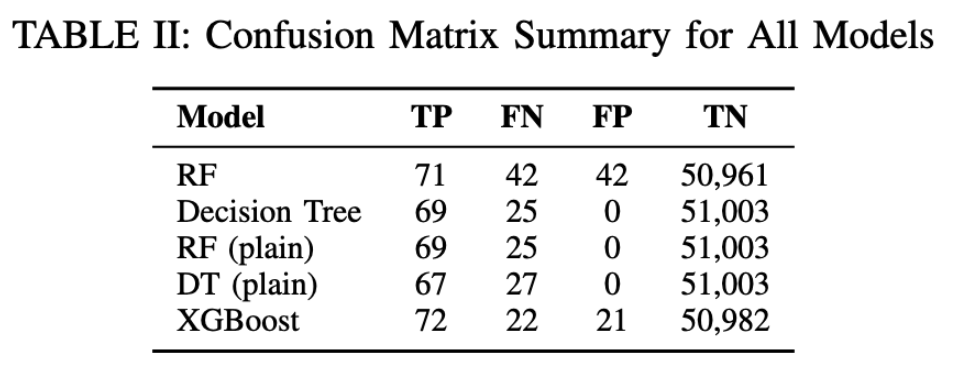 TABLE II: Confusion Matrix Summary for All Models
Model TP FN FP TN
RF 71 42 42 50,961
Decision Tree 69 25 0 51,003
RF (plain) 69 25 0 51,003
DT (plain) 67 27 0 51,003
XGBoost 72 22 21 50,982